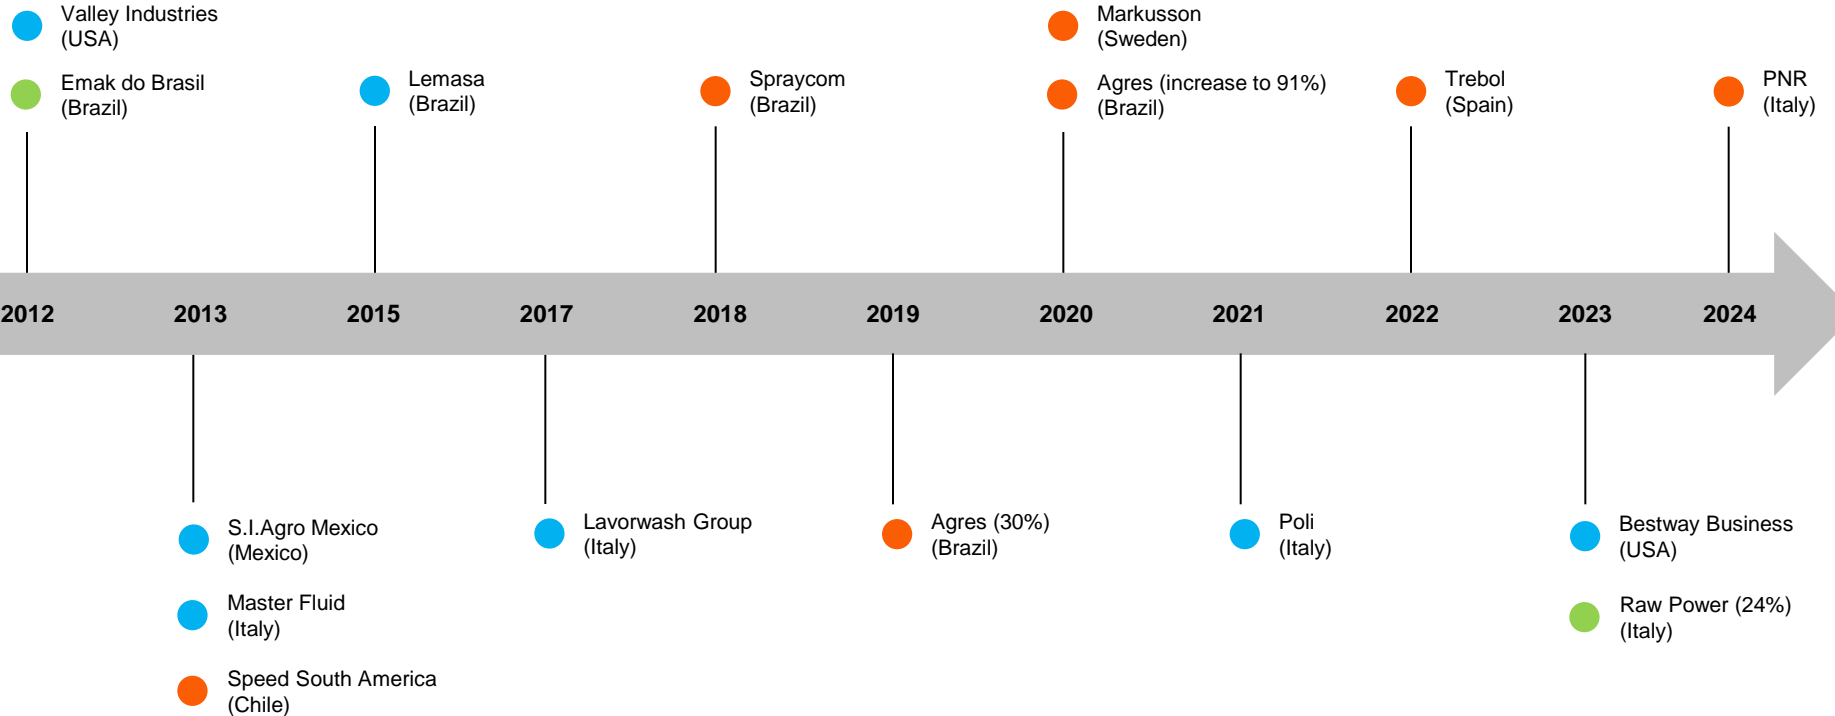 Valley Industries
(USA)
Emak do Brasil
(Brazil)
Lemasa
(Brazil)
Spraycom
(Brazil)
Markusson
(Sweden)
Agres (increase to 91%)
(Brazil)
Trebol
(Spain)
PNR
(Italy)
2012
2013
2015
2017
2018
2019
2020
2021
2022
2023
2024
S.I.Agro Mexico
(Mexico)
Master Fluid
(Italy)
Speed South America
(Chile)
Lavorwash Group
(Italy)
Agres (30%)
(Brazil)
Poli
(Italy)
Bestway Business
(USA)
Raw Power (24%)
(Italy)